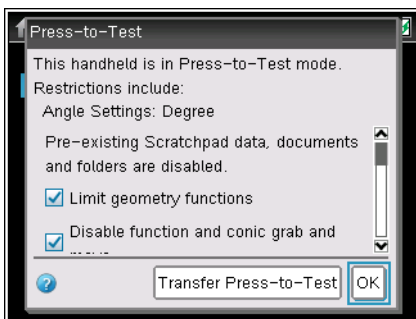 Press-to-Test
This handheld is in Press-to-Test mode.
Restrictions include:
Angle Settings: Degree
Pre-existing Scratchpad data, documents
and folders are disabled.
Limit geometry functions
Disable function and conic grab and
Transfer Press-to-Test
OK